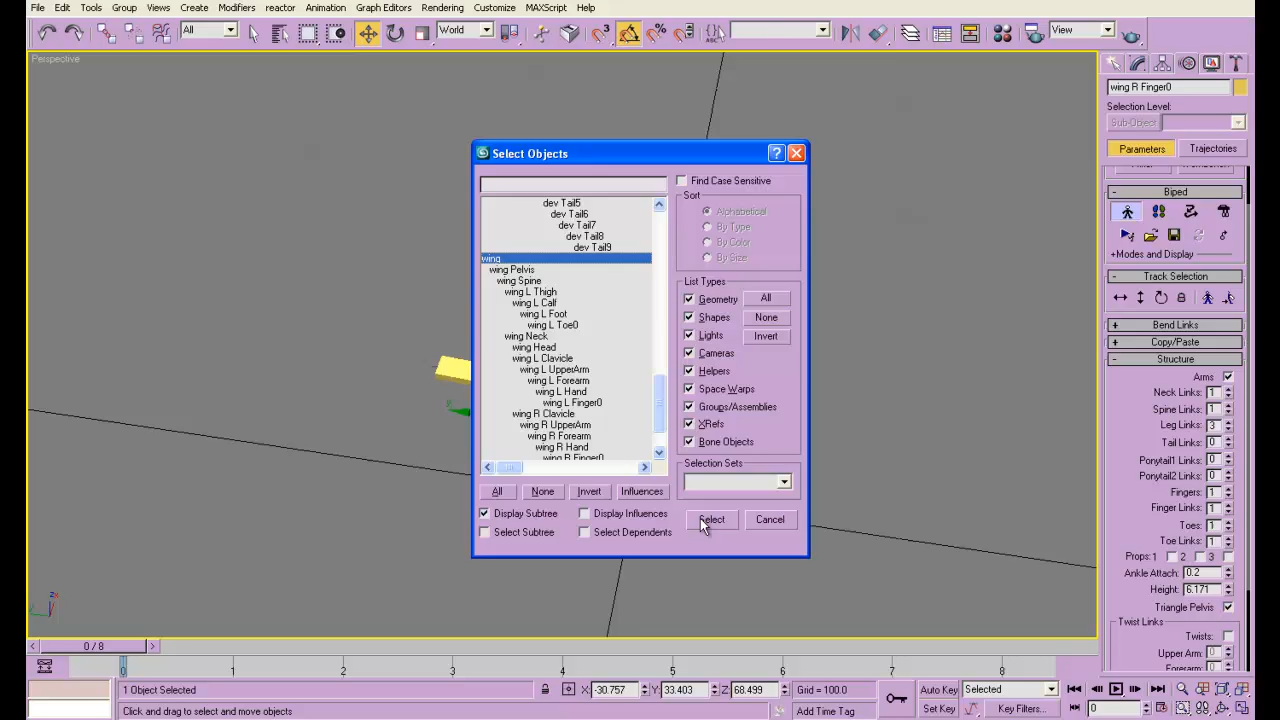 File Edit Tools Group Views Create Modifiers reactor Animation Graph Editors Rendering Customize MAXScript Help
All World View
Perspective
wing R Finger0
Selection Level:
Sub-Object
Parameters Trajectories
Biped
+Modes and Display
Track Selection
+ Bend Links
+ Copy/Paste
- Structure
Arms
Neck Links: 1
Spine Links: 1
Leg Links: 3
Tail Links: 0
Ponytail1 Links: 0
Ponytail2 Links: 0
Fingers: 1
Finger Links: 1
Toes: 1
Toe Links: 1
Props: 1 2 3
Ankle Attach: 0.2
Height: 6.171
Triangle Pelvis
Twist Links
Twists:
Upper Arm: 0
Forearm:
Select Objects
Find Case Sensitive
Sort
Alphabetical
By Type
By Color
By Size
dev Tail5
dev Tail6
dev Tail7
dev Tail8
dev Tail9
wing
wing Pelvis
wing Spine
wing L Thigh
wing L Calf
wing L Foot
wing L Toe0
wing Neck
wing Head
wing L Clavicle
wing L UpperArm
wing L Forearm
wing L Hand
wing L Finger0
wing R Clavicle
wing R UpperArm
wing R Forearm
wing R Hand
wing R Finger0
List Types
Geometry All
Shapes None
Lights Invert
Cameras
Helpers
Space Warps
Groups/Assemblies
XRefs
Bone Objects
Selection Sets
All None Invert Influences
Display Subtree Display Influences
Select Subtree Select Dependents
Select Cancel
0 / 8
0 1 2 3 4 5 6 7 8
1 Object Selected X: -30.757 Y: 33.403 Z: 68.499 Grid = 100.0 Auto Key Selected
Click and drag to select and move objects Add Time Tag Set Key Key Filters... 0